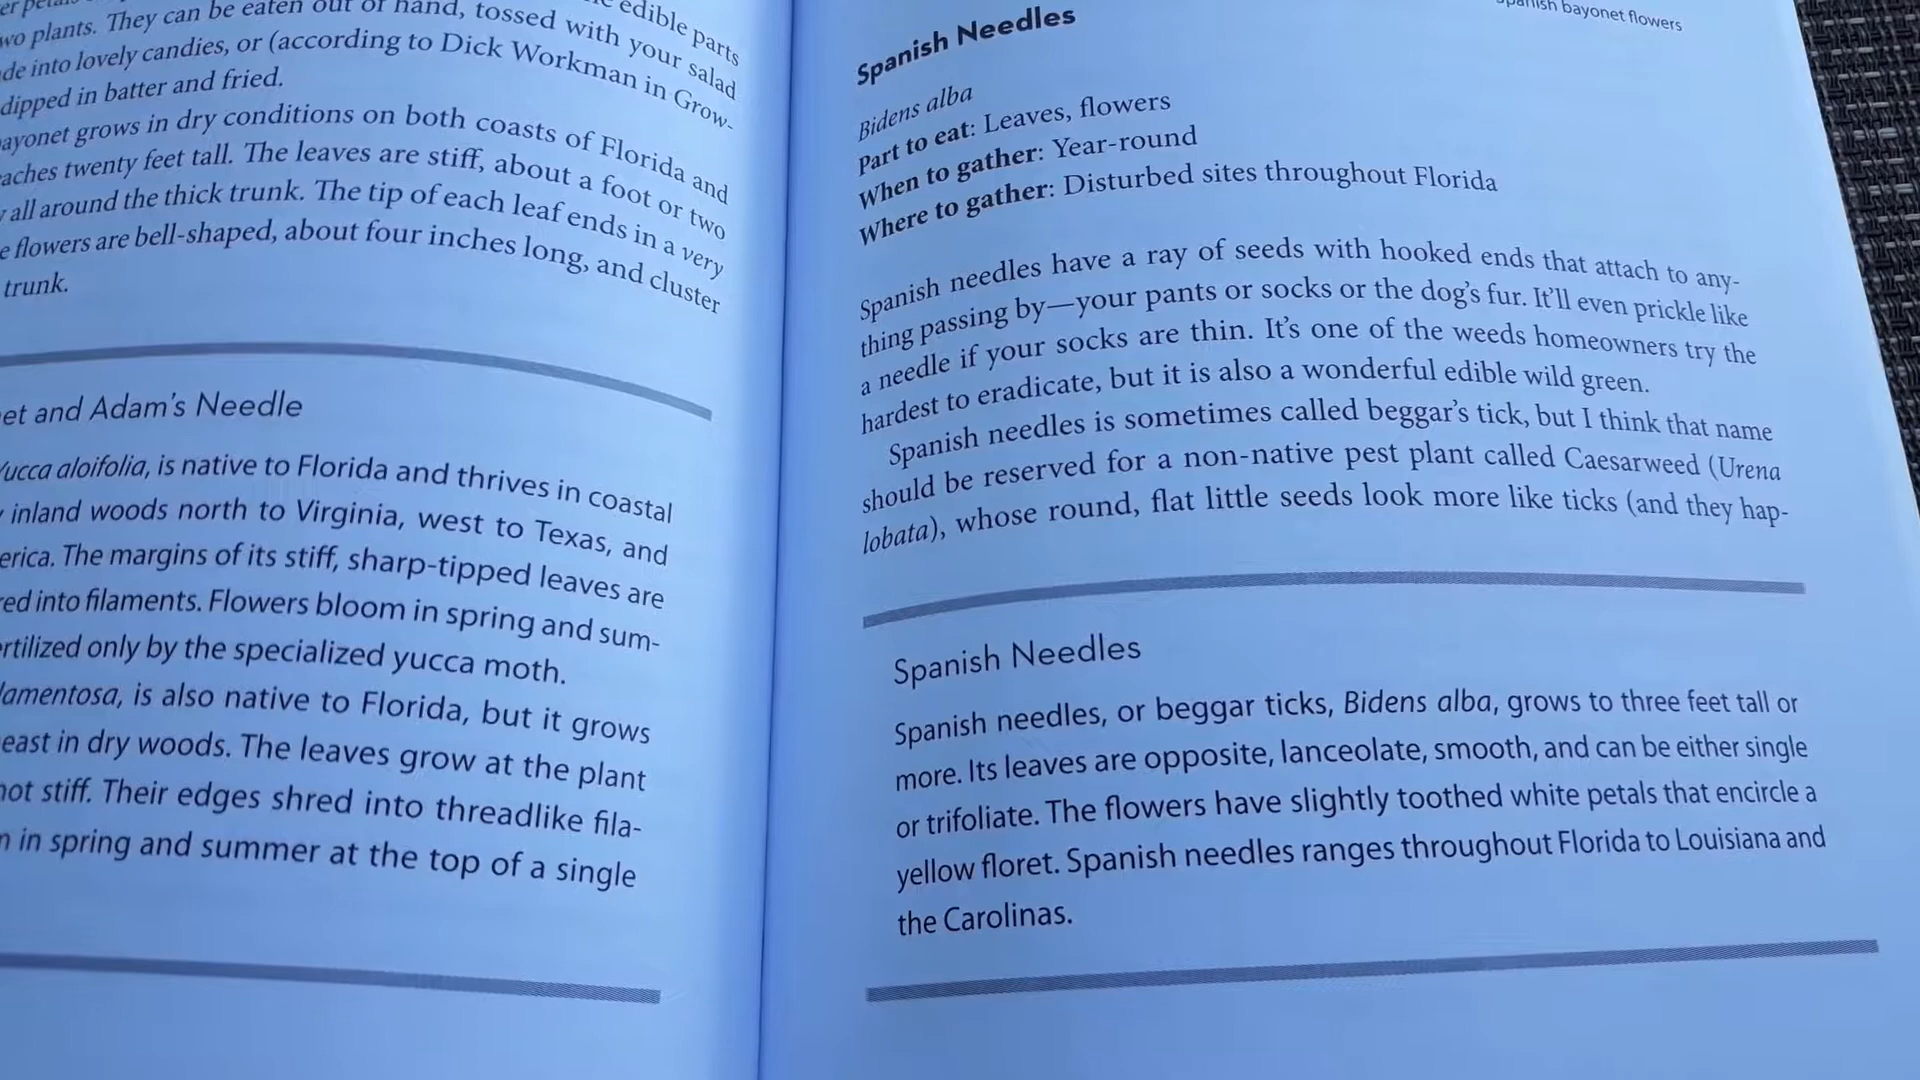 edible parts
two plants. They can be eaten out of hand, tossed with your salad
de into lovely candies, or (according to Dick Workman in Grow-
dipped in batter and fried.
ayonet grows in dry conditions on both coasts of Florida and
aches twenty feet tall. The leaves are stiff, about a foot or two
y all around the thick trunk. The tip of each leaf ends in a very
e flowers are bell-shaped, about four inches long, and cluster
trunk.
et and Adam's Needle
Yucca aloifolia, is native to Florida and thrives in coastal
y inland woods north to Virginia, west to Texas, and
erica. The margins of its stiff, sharp-tipped leaves are
red into filaments. Flowers bloom in spring and sum-
ertilized only by the specialized yucca moth.
lamentosa, is also native to Florida, but it grows
east in dry woods. The leaves grow at the plant
not stiff. Their edges shred into threadlike fila-
m in spring and summer at the top of a single
Spanish bayonet flowers
Spanish Needles
Bidens alba
Part to eat: Leaves, flowers
When to gather: Year-round
Where to gather: Disturbed sites throughout Florida
Spanish needles have a ray of seeds with hooked ends that attach to any-
thing passing by—your pants or socks or the dog's fur. It'll even prickle like
a needle if your socks are thin. It's one of the weeds homeowners try the
hardest to eradicate, but it is also a wonderful edible wild green.
Spanish needles is sometimes called beggar's tick, but I think that name
should be reserved for a non-native pest plant called Caesarweed (Urena
lobata), whose round, flat little seeds look more like ticks (and they hap-
Spanish Needles
Spanish needles, or beggar ticks, Bidens alba, grows to three feet tall or
more. Its leaves are opposite, lanceolate, smooth, and can be either single
or trifoliate. The flowers have slightly toothed white petals that encircle a
yellow floret. Spanish needles ranges throughout Florida to Louisiana and
the Carolinas.